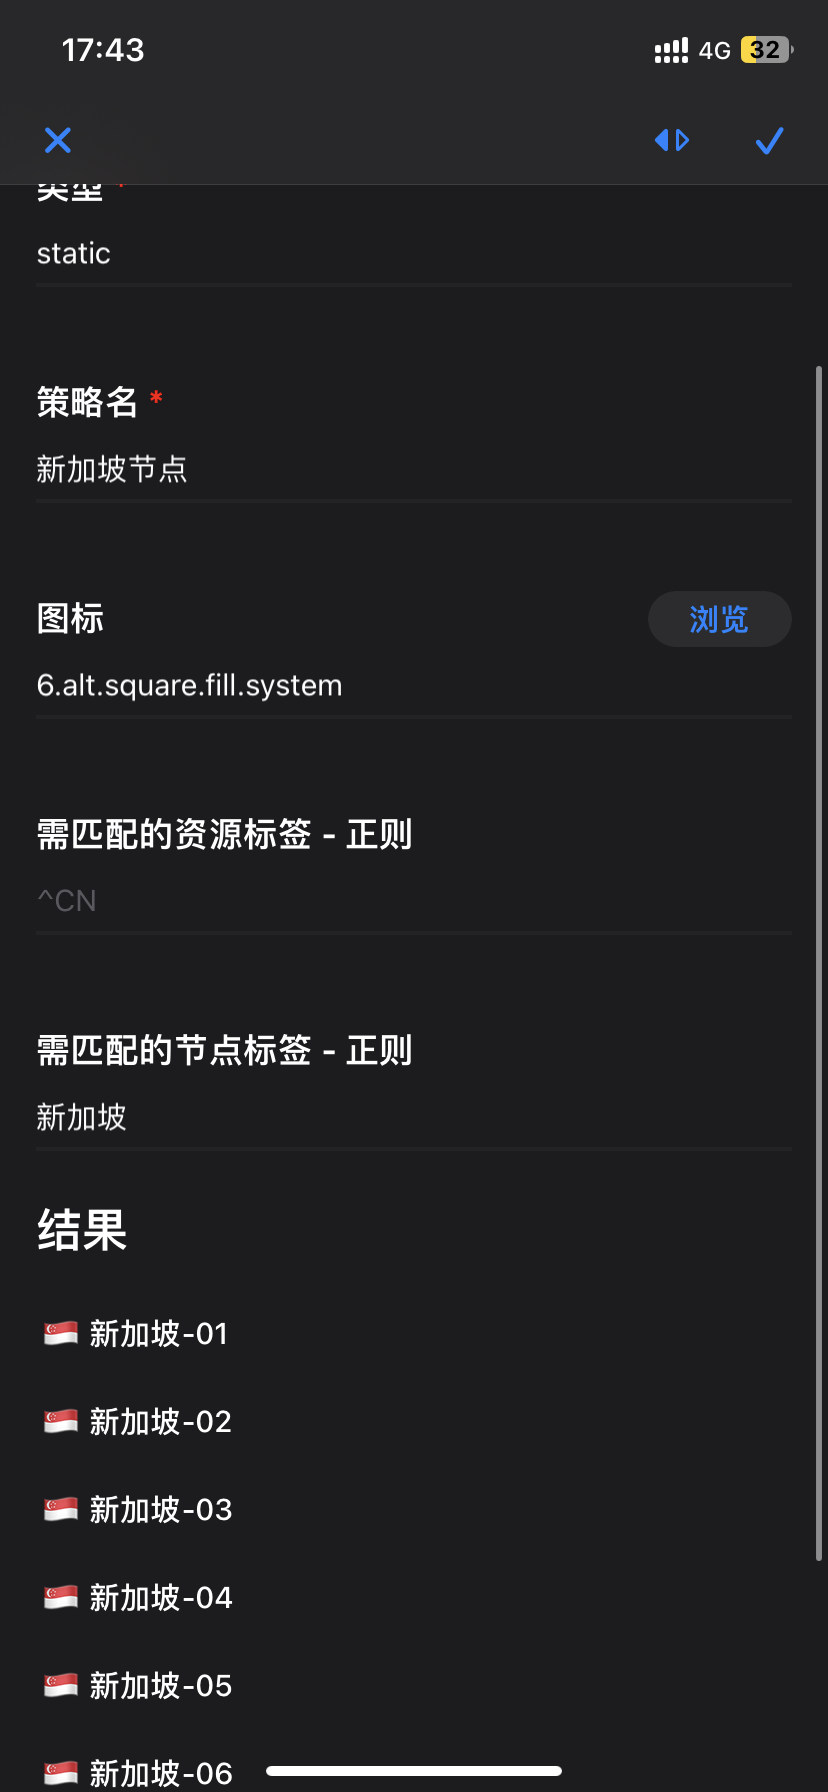 17:43
4G 32
类型 *
static
策略名 *
新加坡节点
图标
浏览
6.alt.square.fill.system
需匹配的资源标签 - 正则
^CN
需匹配的节点标签 - 正则
新加坡
结果
🇸🇬 新加坡-01
🇸🇬 新加坡-02
🇸🇬 新加坡-03
🇸🇬 新加坡-04
🇸🇬 新加坡-05
🇸🇬 新加坡-06